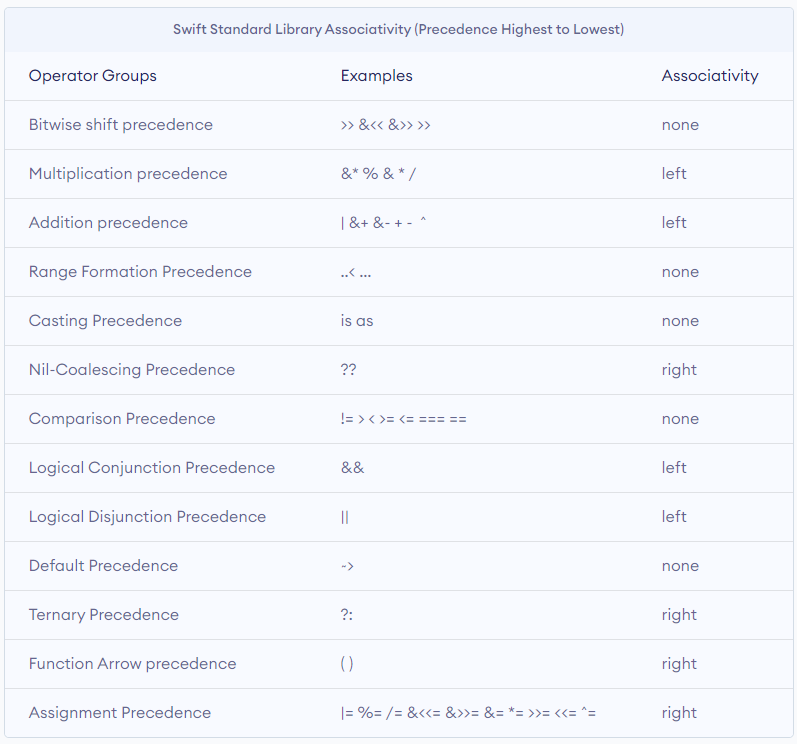 Swift Standard Library Associativity (Precedence Highest to Lowest)
Operator Groups Examples Associativity
Bitwise shift precedence >> &<< &>> >> none
Multiplication precedence &* % & * / left
Addition precedence | &+ &- + - ^ left
Range Formation Precedence ..< ... none
Casting Precedence is as none
Nil-Coalescing Precedence ?? right
Comparison Precedence != > < >= <= === == none
Logical Conjunction Precedence && left
Logical Disjunction Precedence || left
Default Precedence ~> none
Ternary Precedence ?: right
Function Arrow precedence ( ) right
Assignment Precedence |= %= /= &<<= &>>= &= *= >>= <<= ^= right